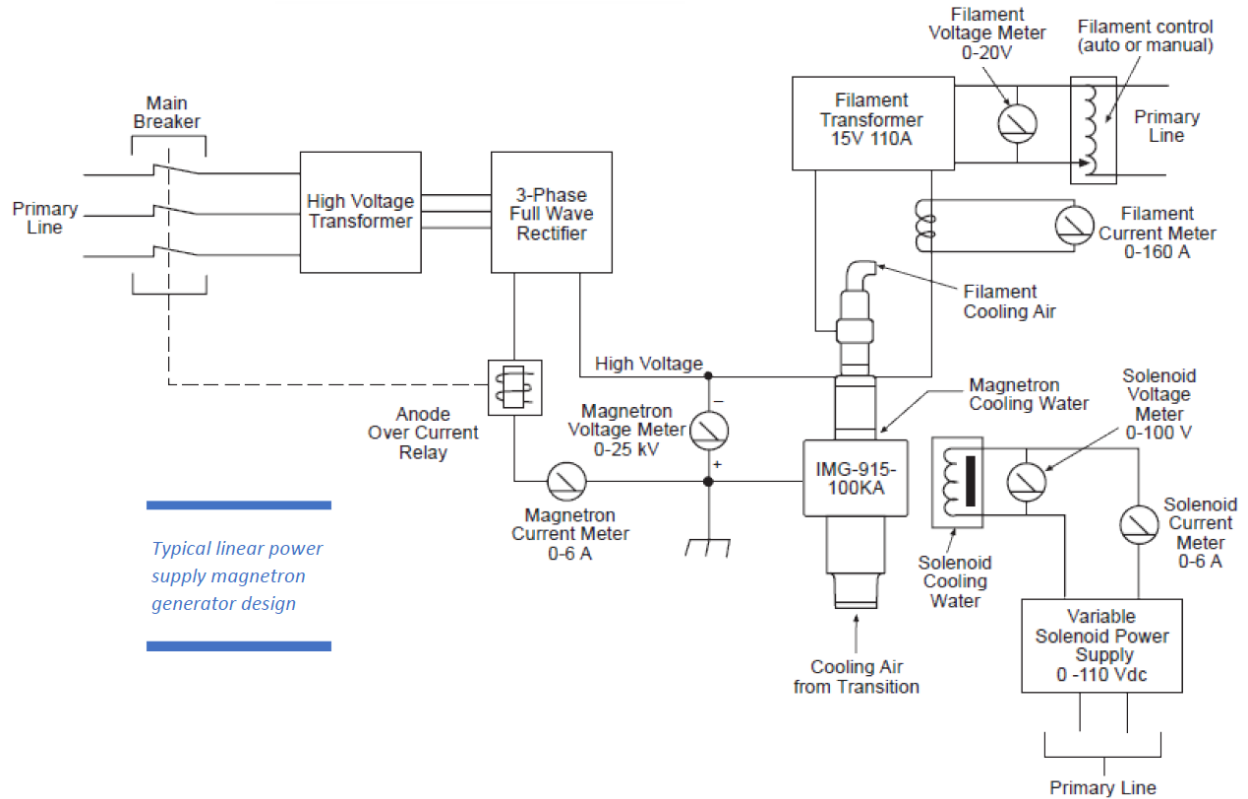 Filament
Voltage Meter
0-20V
Filament control
(auto or manual)
Main
Breaker
Filament
Transformer
15V 110A
Primary
Line
Primary
Line
High Voltage
Transformer
3-Phase
Full Wave
Rectifier
Filament
Current Meter
0-160 A
Filament
Cooling Air
High Voltage
Anode
Over Current
Relay
Magnetron
Voltage Meter
0-25 kV
–
+
Magnetron
Cooling Water
Solenoid
Voltage
Meter
0-100 V
IMG-915-
100KA
Magnetron
Current Meter
0-6 A
Solenoid
Current
Meter
0-6 A
Solenoid
Cooling
Water
Typical linear power
supply magnetron
generator design
Variable
Solenoid Power
Supply
0 -110 Vdc
Cooling Air
from Transition
Primary Line